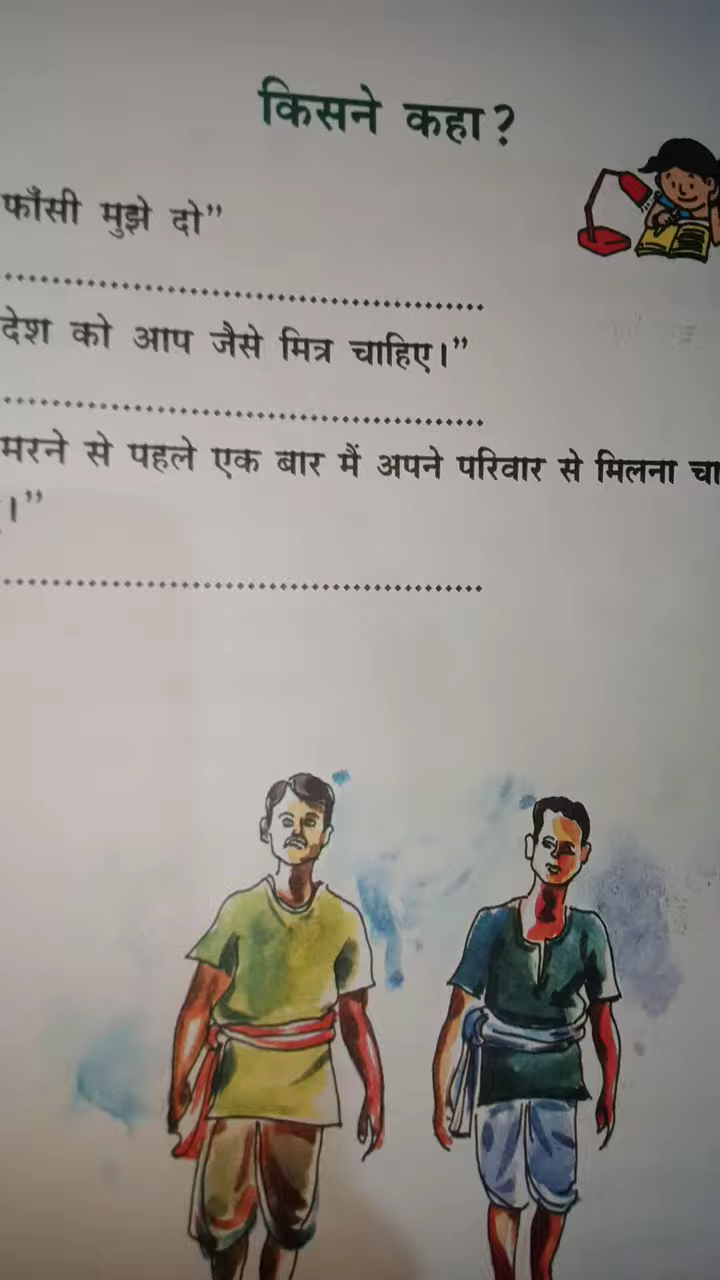 किसने कहा?
फाँसी मुझे दो”
देश को आप जैसे मित्र चाहिए।”
मरने से पहले एक बार मैं अपने परिवार से मिलना चा
।”